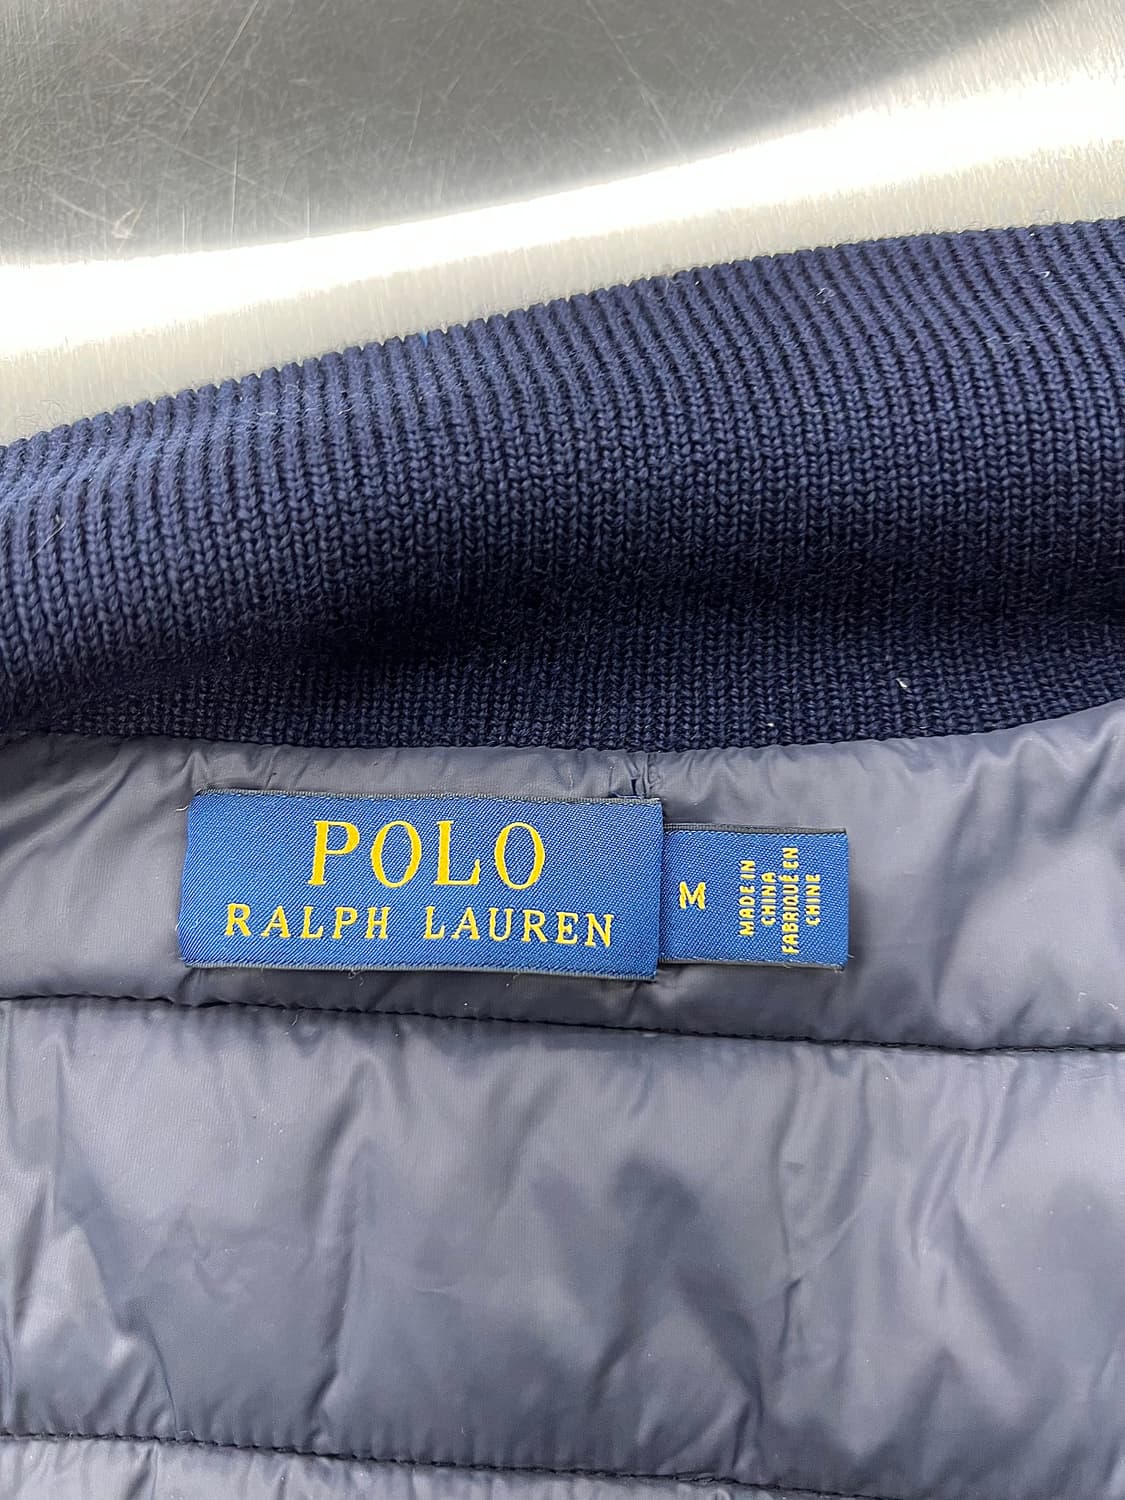 POLO
RALPH LAUREN
M
MADE IN
CHINA
FABRIQUÉ EN
CHINE